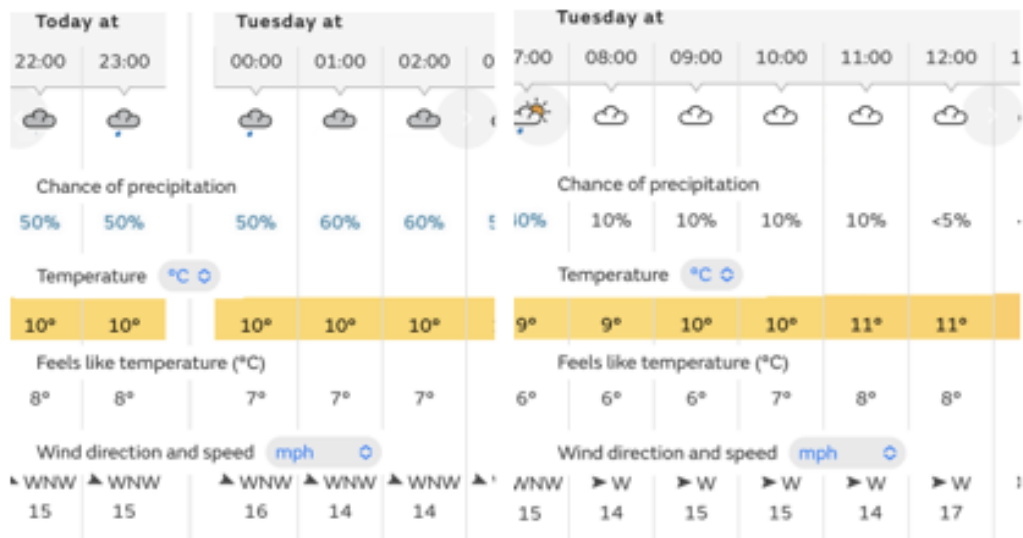 Today at
22:00 23:00
Chance of precipitation
50% 50%
Temperature °C
10° 10°
Feels like temperature (°C)
8° 8°
Wind direction and speed mph
WNW WNW
15 15
Tuesday at
00:00 01:00 02:00
50% 60% 60%
10° 10° 10°
7° 7° 7°
WNW WNW WNW
16 14 14
Tuesday at
7:00 08:00 09:00 10:00 11:00 12:00
Chance of precipitation
40% 10% 10% 10% 10% <5%
Temperature °C
9° 9° 10° 10° 11° 11°
Feels like temperature (°C)
6° 6° 6° 7° 8° 8°
Wind direction and speed mph
WNW W W W W W
15 14 15 15 14 17